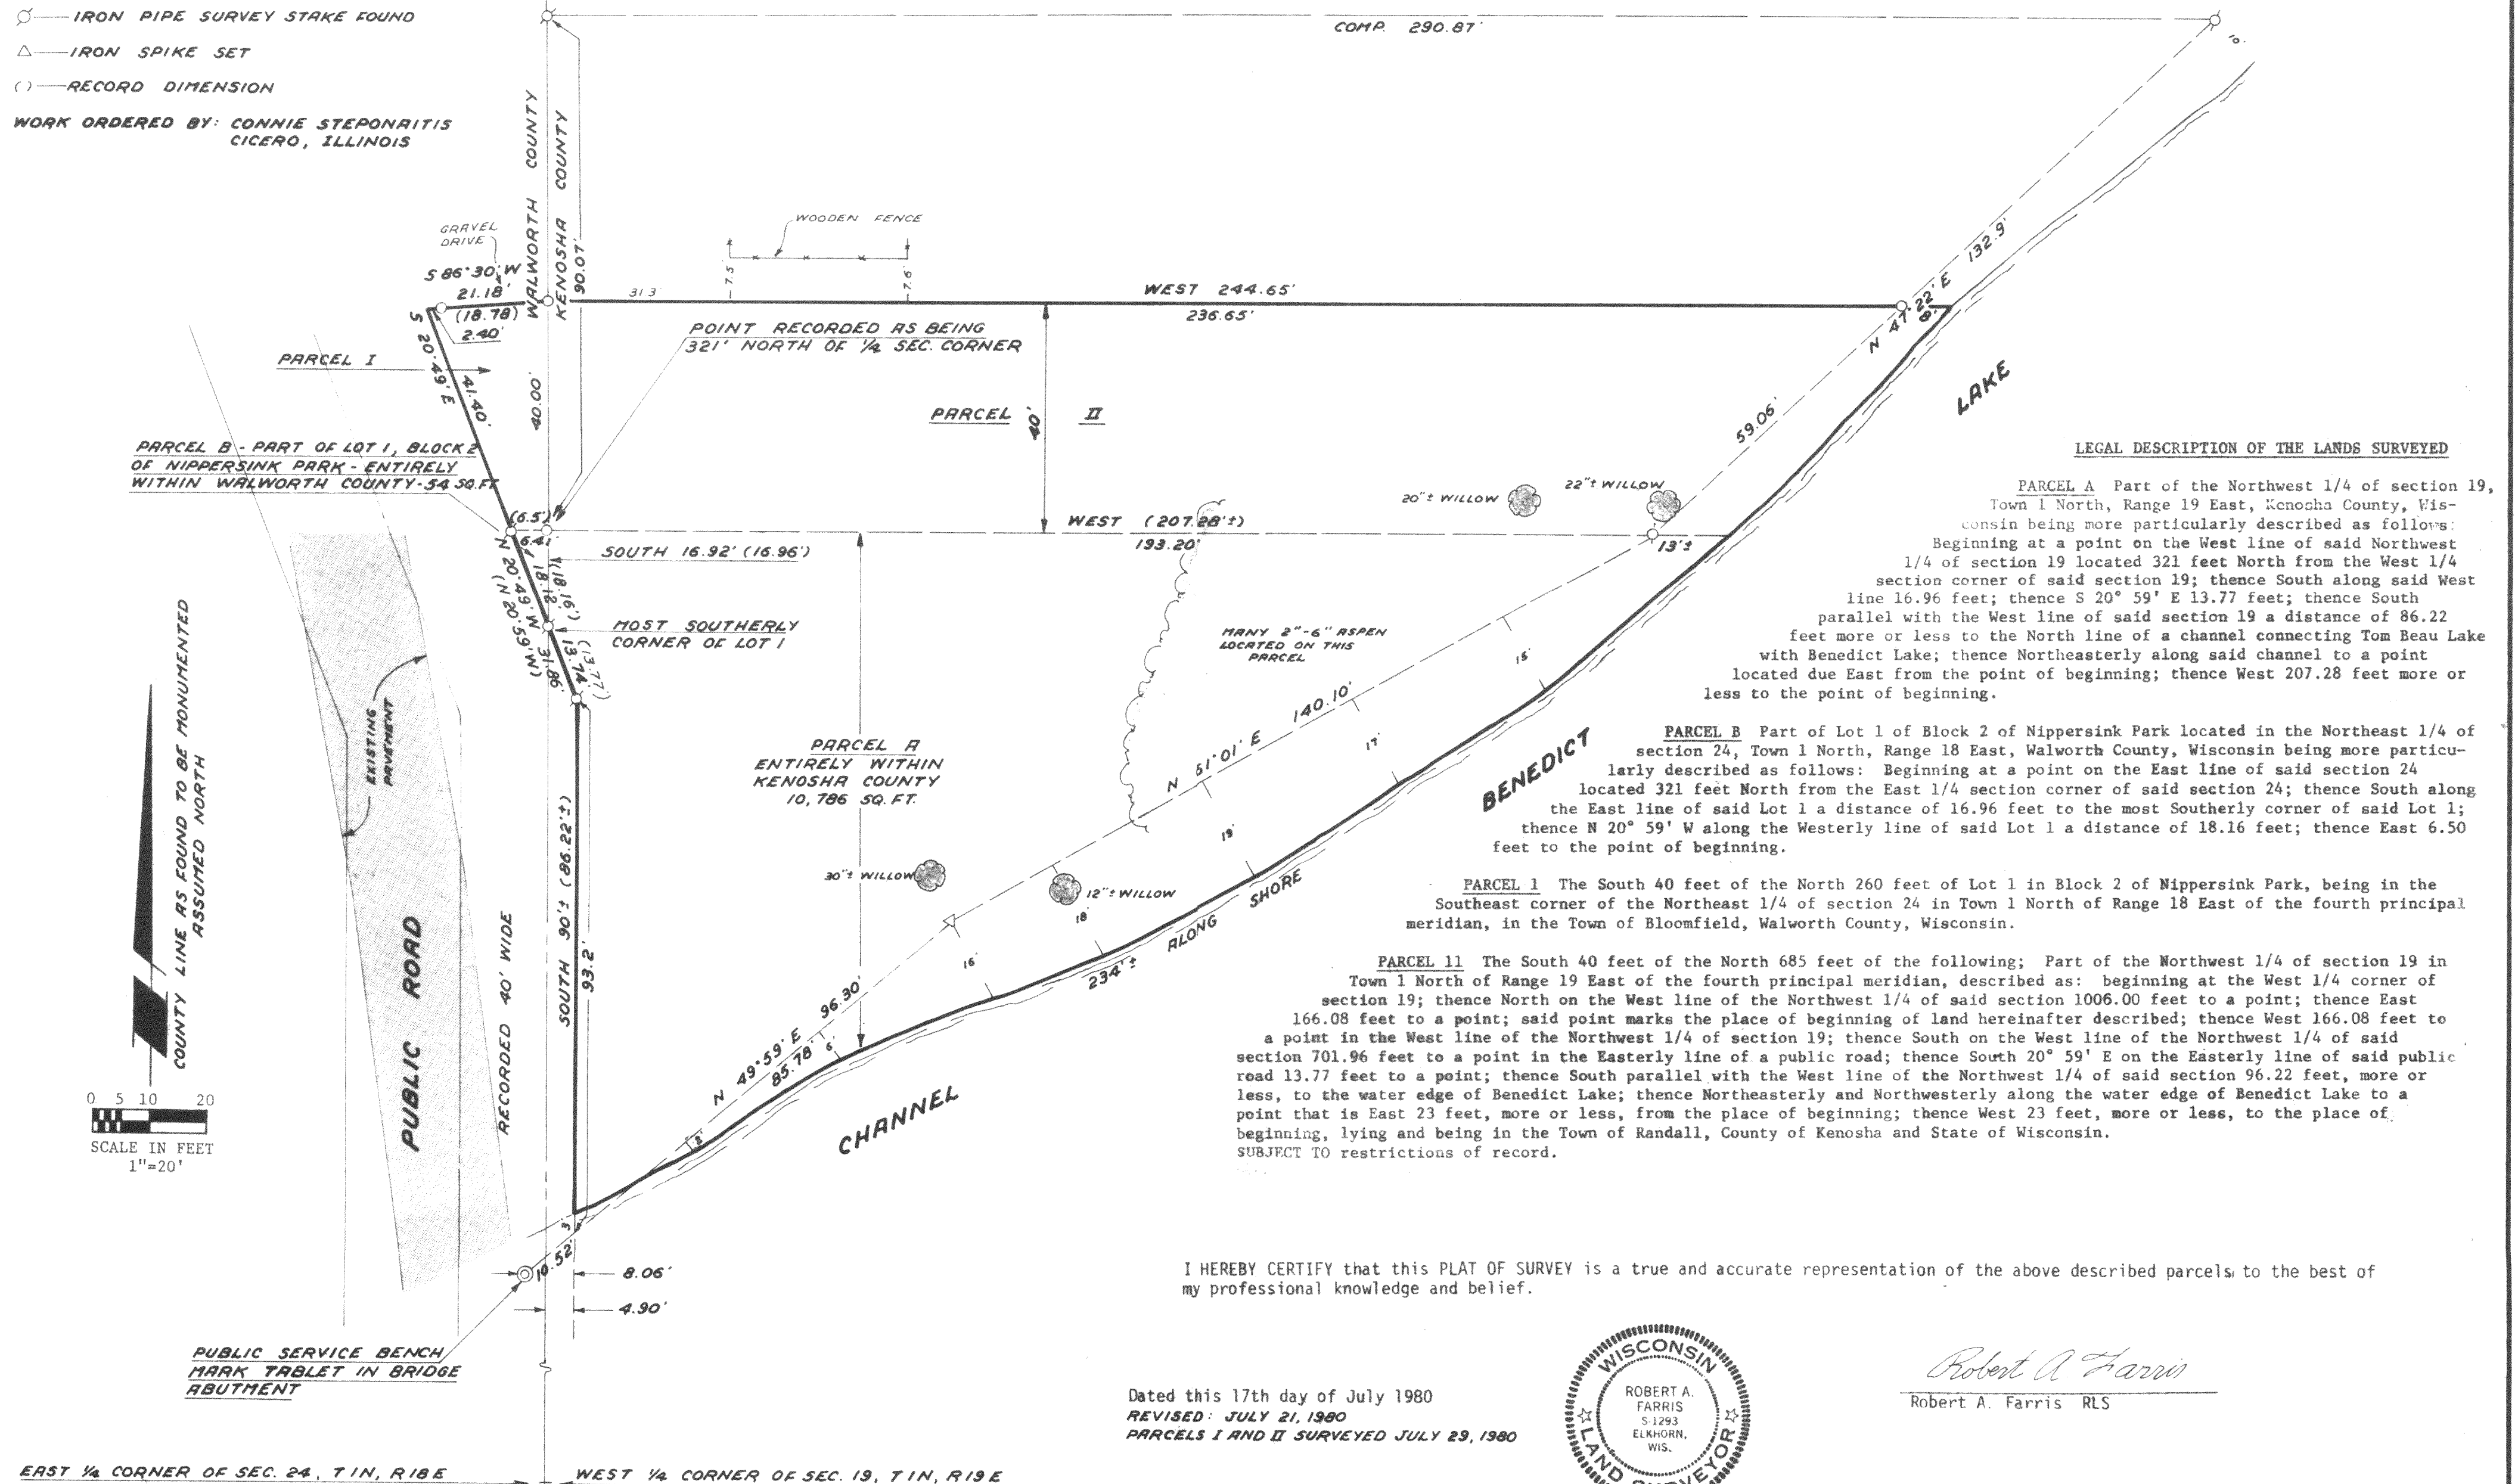 IRON PIPE SURVEY STAKE FOUND
IRON SPIKE SET
( ) RECORD DIMENSION
WORK ORDERED BY: CONNIE STEPONAITIS
CICERO, ILLINOIS
COMP. 290.87'
10'
WALWORTH COUNTY
KENOSHA COUNTY
90.07'
GRAVEL
DRIVE
WOODEN FENCE
S 86°30' W
21.18'
(18.78)
2.40'
31.3
7.5'
7.6'
WEST 244.65'
236.65'
N 47°22' E 132.9'
8'
59.06'
POINT RECORDED AS BEING
321' NORTH OF 1/4 SEC. CORNER
PARCEL I
S 20°49' E
41.40'
40.00'
PARCEL II
40'
LAKE
PARCEL B - PART OF LOT 1, BLOCK 2
OF NIPPERSINK PARK - ENTIRELY
WITHIN WALWORTH COUNTY - 54 SQ.FT
20"± WILLOW
22"± WILLOW
(6.5')
6.41'
WEST (207.28'±)
193.20'
13'±
SOUTH 16.92' (16.96')
N 20°49' W 31.86'
(N 20°59' W)
18.12'
(18.16')
13.74'
(13.77')
MOST SOUTHERLY
CORNER OF LOT 1
MANY 2"-6" ASPEN
LOCATED ON THIS
PARCEL
N 61°01' E 140.10'
15'
17'
19'
18'
16'
6'
PARCEL A
ENTIRELY WITHIN
KENOSHA COUNTY
10,786 SQ. FT.
BENEDICT
30"± WILLOW
12"± WILLOW
ALONG SHORE
234'±
N 49°59' E 96.30'
85.78'
CHANNEL
EXISTING
PAVEMENT
SOUTH 90'± (86.22'±)
93.2'
PUBLIC ROAD
RECORDED 40' WIDE
COUNTY LINE AS FOUND TO BE MONUMENTED
ASSUMED NORTH
0 5 10 20
SCALE IN FEET
1"=20'
3'
10.52'
8.06'
4.90'
PUBLIC SERVICE BENCH
MARK TABLET IN BRIDGE
ABUTMENT
EAST 1/4 CORNER OF SEC. 24, T1N, R18E
WEST 1/4 CORNER OF SEC. 19, T1N, R19E
LEGAL DESCRIPTION OF THE LANDS SURVEYED
PARCEL A Part of the Northwest 1/4 of section 19,
Town 1 North, Range 19 East, Kenosha County, Wis-
consin being more particularly described as follows:
Beginning at a point on the West line of said Northwest
1/4 of section 19 located 321 feet North from the West 1/4
section corner of said section 19; thence South along said West
line 16.96 feet; thence S 20° 59' E 13.77 feet; thence South
parallel with the West line of said section 19 a distance of 86.22
feet more or less to the North line of a channel connecting Tom Beau Lake
with Benedict Lake; thence Northeasterly along said channel to a point
located due East from the point of beginning; thence West 207.28 feet more or
less to the point of beginning.
PARCEL B Part of Lot 1 of Block 2 of Nippersink Park located in the Northeast 1/4 of
section 24, Town 1 North, Range 18 East, Walworth County, Wisconsin being more particu-
larly described as follows: Beginning at a point on the East line of said section 24
located 321 feet North from the East 1/4 section corner of said section 24; thence South along
the East line of said Lot 1 a distance of 16.96 feet to the most Southerly corner of said Lot 1;
thence N 20° 59' W along the Westerly line of said Lot 1 a distance of 18.16 feet; thence East 6.50
feet to the point of beginning.
PARCEL 1 The South 40 feet of the North 260 feet of Lot 1 in Block 2 of Nippersink Park, being in the
Southeast corner of the Northeast 1/4 of section 24 in Town 1 North of Range 18 East of the fourth principal
meridian, in the Town of Bloomfield, Walworth County, Wisconsin.
PARCEL 11 The South 40 feet of the North 685 feet of the following; Part of the Northwest 1/4 of section 19 in
Town 1 North of Range 19 East of the fourth principal meridian, described as: beginning at the West 1/4 corner of
section 19; thence North on the West line of the Northwest 1/4 of said section 1006.00 feet to a point; thence East
166.08 feet to a point; said point marks the place of beginning of land hereinafter described; thence West 166.08 feet to
a point in the West line of the Northwest 1/4 of section 19; thence South on the West line of the Northwest 1/4 of said
section 701.96 feet to a point in the Easterly line of a public road; thence South 20° 59' E on the Easterly line of said public
road 13.77 feet to a point; thence South parallel with the West line of the Northwest 1/4 of said section 96.22 feet, more or
less, to the water edge of Benedict Lake; thence Northeasterly and Northwesterly along the water edge of Benedict Lake to a
point that is East 23 feet, more or less, from the place of beginning; thence West 23 feet, more or less, to the place of
beginning, lying and being in the Town of Randall, County of Kenosha and State of Wisconsin.
SUBJECT TO restrictions of record.
I HEREBY CERTIFY that this PLAT OF SURVEY is a true and accurate representation of the above described parcels to the best of
my professional knowledge and belief.
Dated this 17th day of July 1980
REVISED: JULY 21, 1980
PARCELS I AND II SURVEYED JULY 29, 1980
WISCONSIN
ROBERT A.
FARRIS
S-1293
ELKHORN,
WIS.
LAND SURVEYOR
Robert A Farris
Robert A. Farris RLS